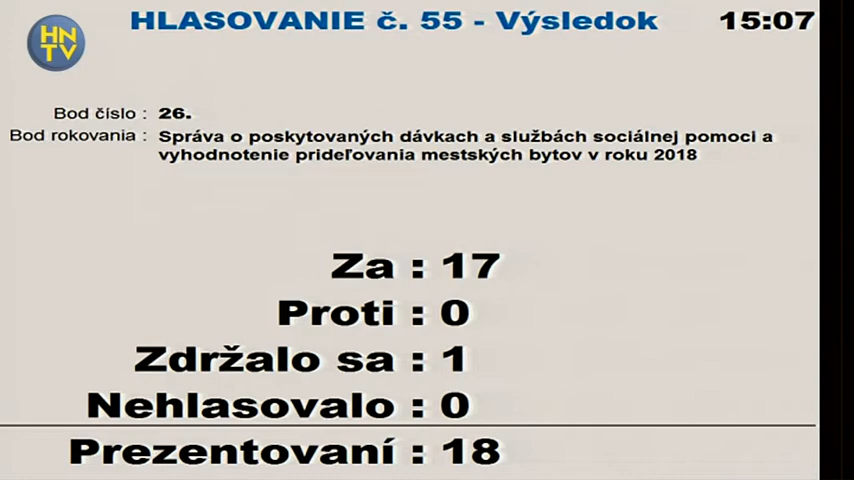 HN
TV
HLASOVANIE č. 55 - Výsledok 15:07
Bod číslo : 26.
Bod rokovania : Správa o poskytovaných dávkach a službách sociálnej pomoci a
vyhodnotenie prideľovania mestských bytov v roku 2018
Za : 17
Proti : 0
Zdržalo sa : 1
Nehlasovalo : 0
Prezentovaní : 18